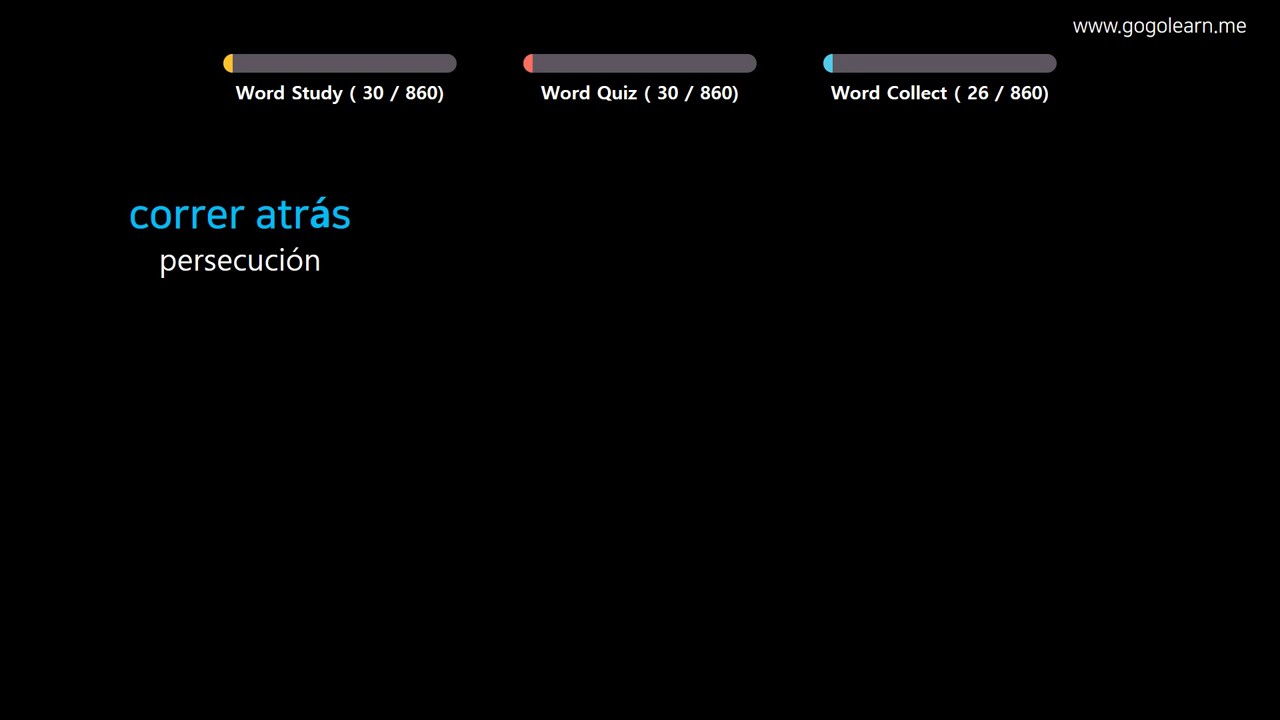 www.gogolearn.me
Word Study ( 30 / 860)
Word Quiz ( 30 / 860)
Word Collect ( 26 / 860)
correr atrás
persecución